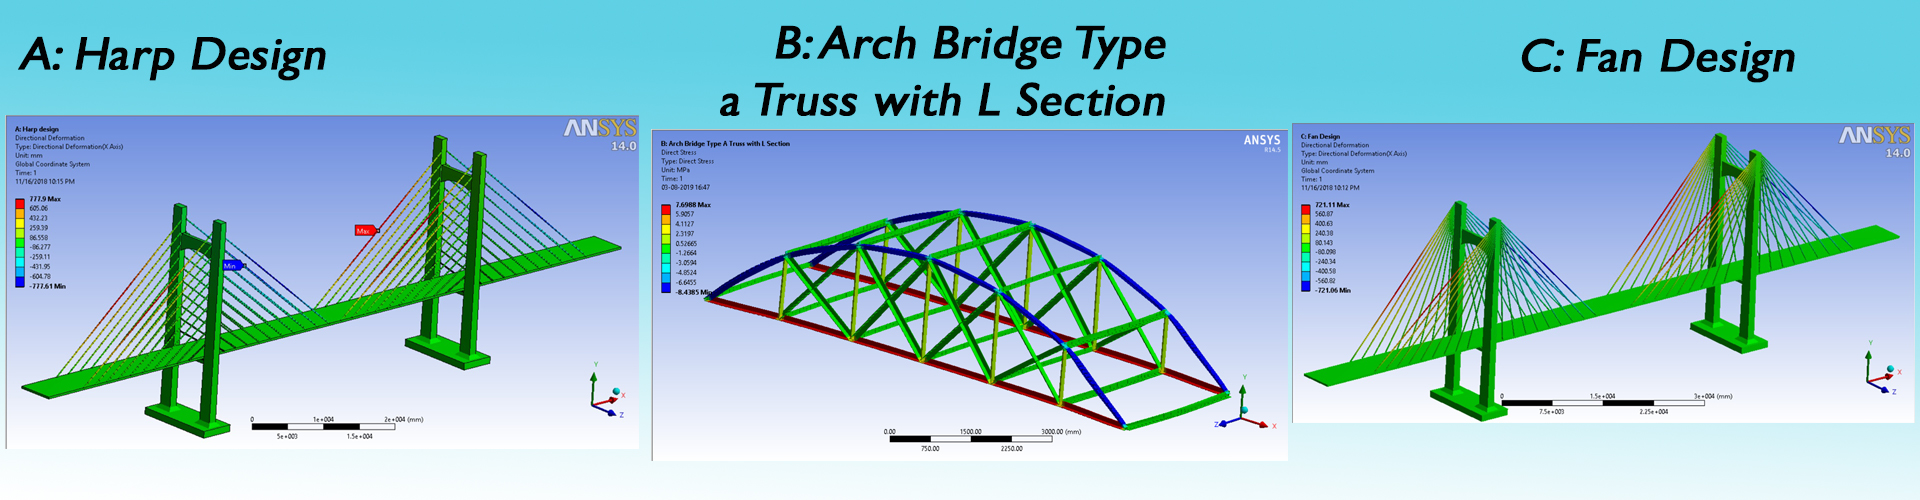 A: Harp Design
B: Arch Bridge Type
a Truss with L Section
C: Fan Design
A: Harp design
Directional Deformation
Type: Directional Deformation(X Axis)
Unit: mm
Global Coordinate System
Time: 1
11/16/2018 10:15 PM
777.9 Max
605.06
432.23
259.39
86.558
-86.277
-259.11
-431.95
-604.78
-777.61 Min
ANSYS
14.0
Max
Min
0
1e+004
2e+004 (mm)
5e+003
1.5e+004
Y
X
Z
B: Arch Bridge Type A Truss with L Section
Direct Stress
Type: Direct Stress
Unit: MPa
Time: 1
03-08-2019 16:47
7.6988 Max
5.9057
4.1127
2.3197
0.52665
-1.2664
-3.0594
-4.8524
-6.6455
-8.4385 Min
ANSYS
R14.5
0.00
1500.00
3000.00 (mm)
750.00
2250.00
Y
Z
X
C: Fan Design
Directional Deformation
Type: Directional Deformation(X Axis)
Unit: mm
Global Coordinate System
Time: 1
11/16/2018 10:12 PM
721.11 Max
560.87
400.63
240.38
80.143
-80.098
-240.34
-400.58
-560.82
-721.06 Min
ANSYS
14.0
0
1.5e+004
3e+004 (mm)
7.5e+003
2.25e+004
Y
X
Z